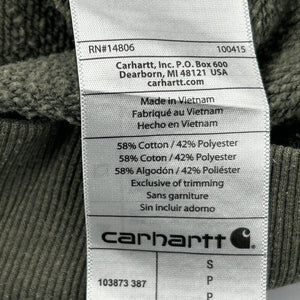 RN#14806 100415
Carhartt, Inc. P.O. Box 600
Dearborn, MI 48121 USA
carhartt.com
Made in Vietnam
Fabriqué au Vietnam
Hecho en Vietnam
58% Cotton / 42% Polyester
58% Coton / 42% Polyester
58% Algodón / 42% Poliéster
Exclusive of trimming
Sans garniture
Sin incluir adorno
carhartt
S
103873 387 P
P